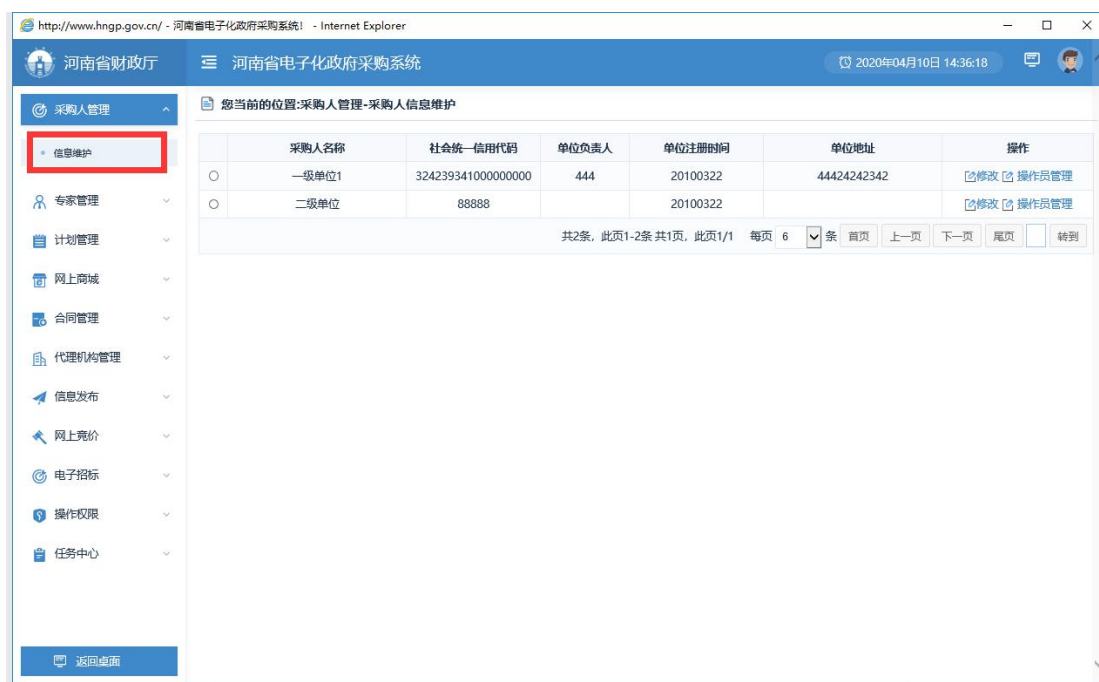 http://www.hngp.gov.cn/ - 河南省电子化政府采购系统! - Internet Explorer
河南省财政厅
河南省电子化政府采购系统
2020年04月10日 14:36:18
采购人管理
您当前的位置:采购人管理-采购人信息维护
信息维护
采购人名称 社会统一信用代码 单位负责人 单位注册时间 单位地址 操作
一级单位1 324239341000000000 444 20100322 44424242342 修改 操作员管理
二级单位 88888 20100322 修改 操作员管理
共2条, 此页1-2条 共1页, 此页1/1 每页 6 条 首页 上一页 下一页 尾页 转到
专家管理
计划管理
网上商城
合同管理
代理机构管理
信息发布
网上竞价
电子招标
操作权限
任务中心
返回桌面